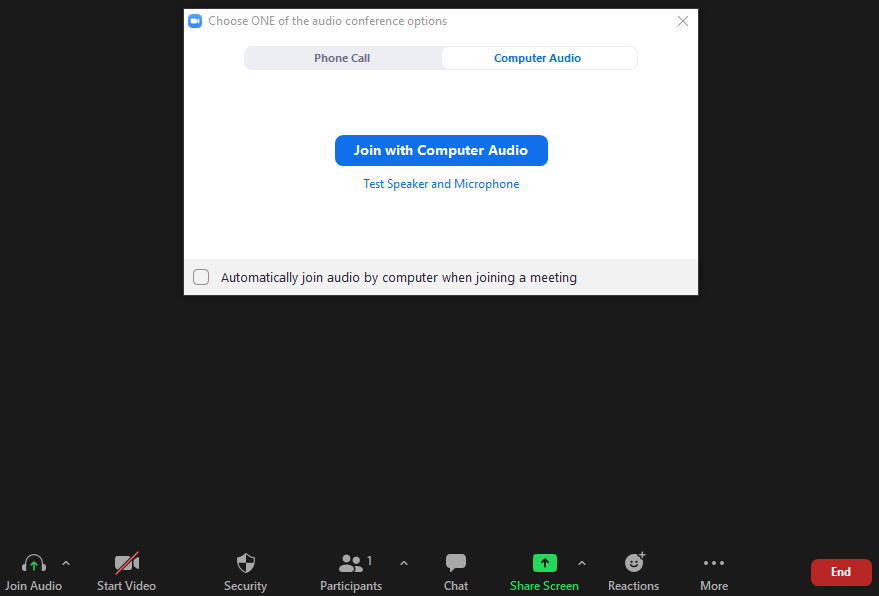 Choose ONE of the audio conference options
Phone Call
Computer Audio
Join with Computer Audio
Test Speaker and Microphone
Automatically join audio by computer when joining a meeting
1
Join Audio
Start Video
Security
Participants
Chat
Share Screen
Reactions
More
End